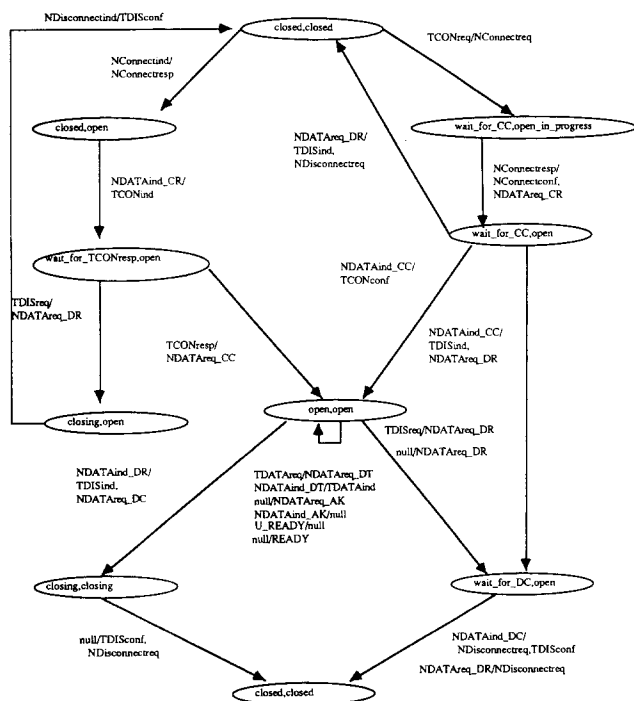 NDisconnectind/TDISconf
closed,closed
TCONreq/NConnectreq
NConnectind/
NConnectresp
closed,open
NDATAreq_DR/
TDISind,
NDisconnectreq
wait_for_CC,open_in_progress
NConnectresp/
NConnectconf,
NDATAreq_CR
NDATAind_CR/
TCONind
wait_for_CC,open
wait_for_TCONresp,open
NDATAind_CC/
TCONconf
TDISreq/
NDATAreq_DR
TCONresp/
NDATAreq_CC
NDATAind_CC/
TDISind,
NDATAreq_DR
open,open
closing,open
TDISreq/NDATAreq_DR
null/NDATAreq_DR
NDATAind_DR/
TDISind,
NDATAreq_DC
TDATAreq/NDATAreq_DT
NDATAind_DT/TDATAind
null/NDATAreq_AK
NDATAind_AK/null
U_READY/null
null/READY
closing,closing
wait_for_DC,open
null/TDISconf,
NDisconnectreq
NDATAind_DC/
NDisconnectreq,TDISconf
NDATAreq_DR/NDisconnectreq
closed,closed